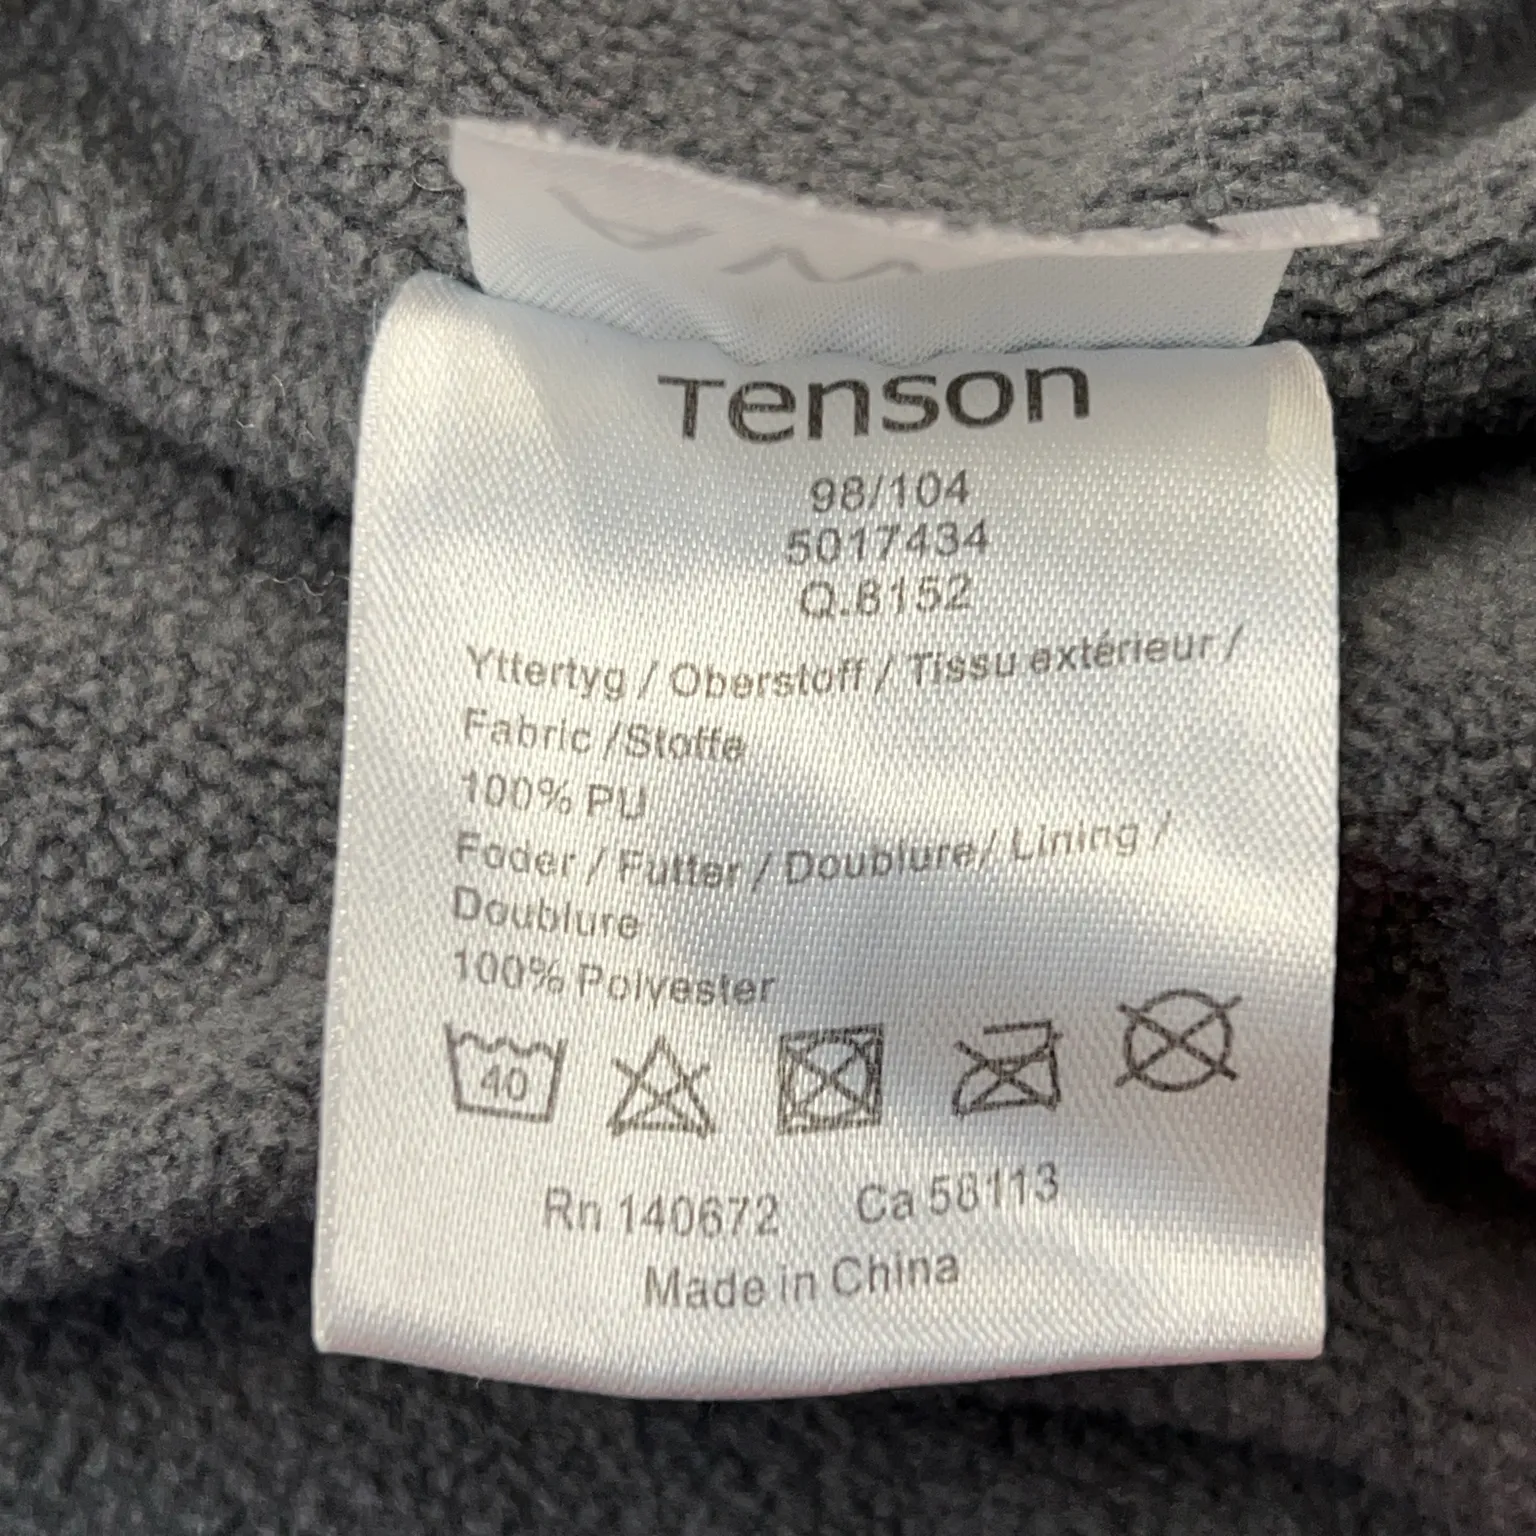 Tenson
98/104
5017434
Q.8152
Yttertyg / Oberstoff / Tissu extérieur /
Fabric /Stoffe
100% PU
Foder / Futter / Doublure/ Lining /
Doublure
100% Polyester
40
Rn 140672 Ca 58113
Made in China